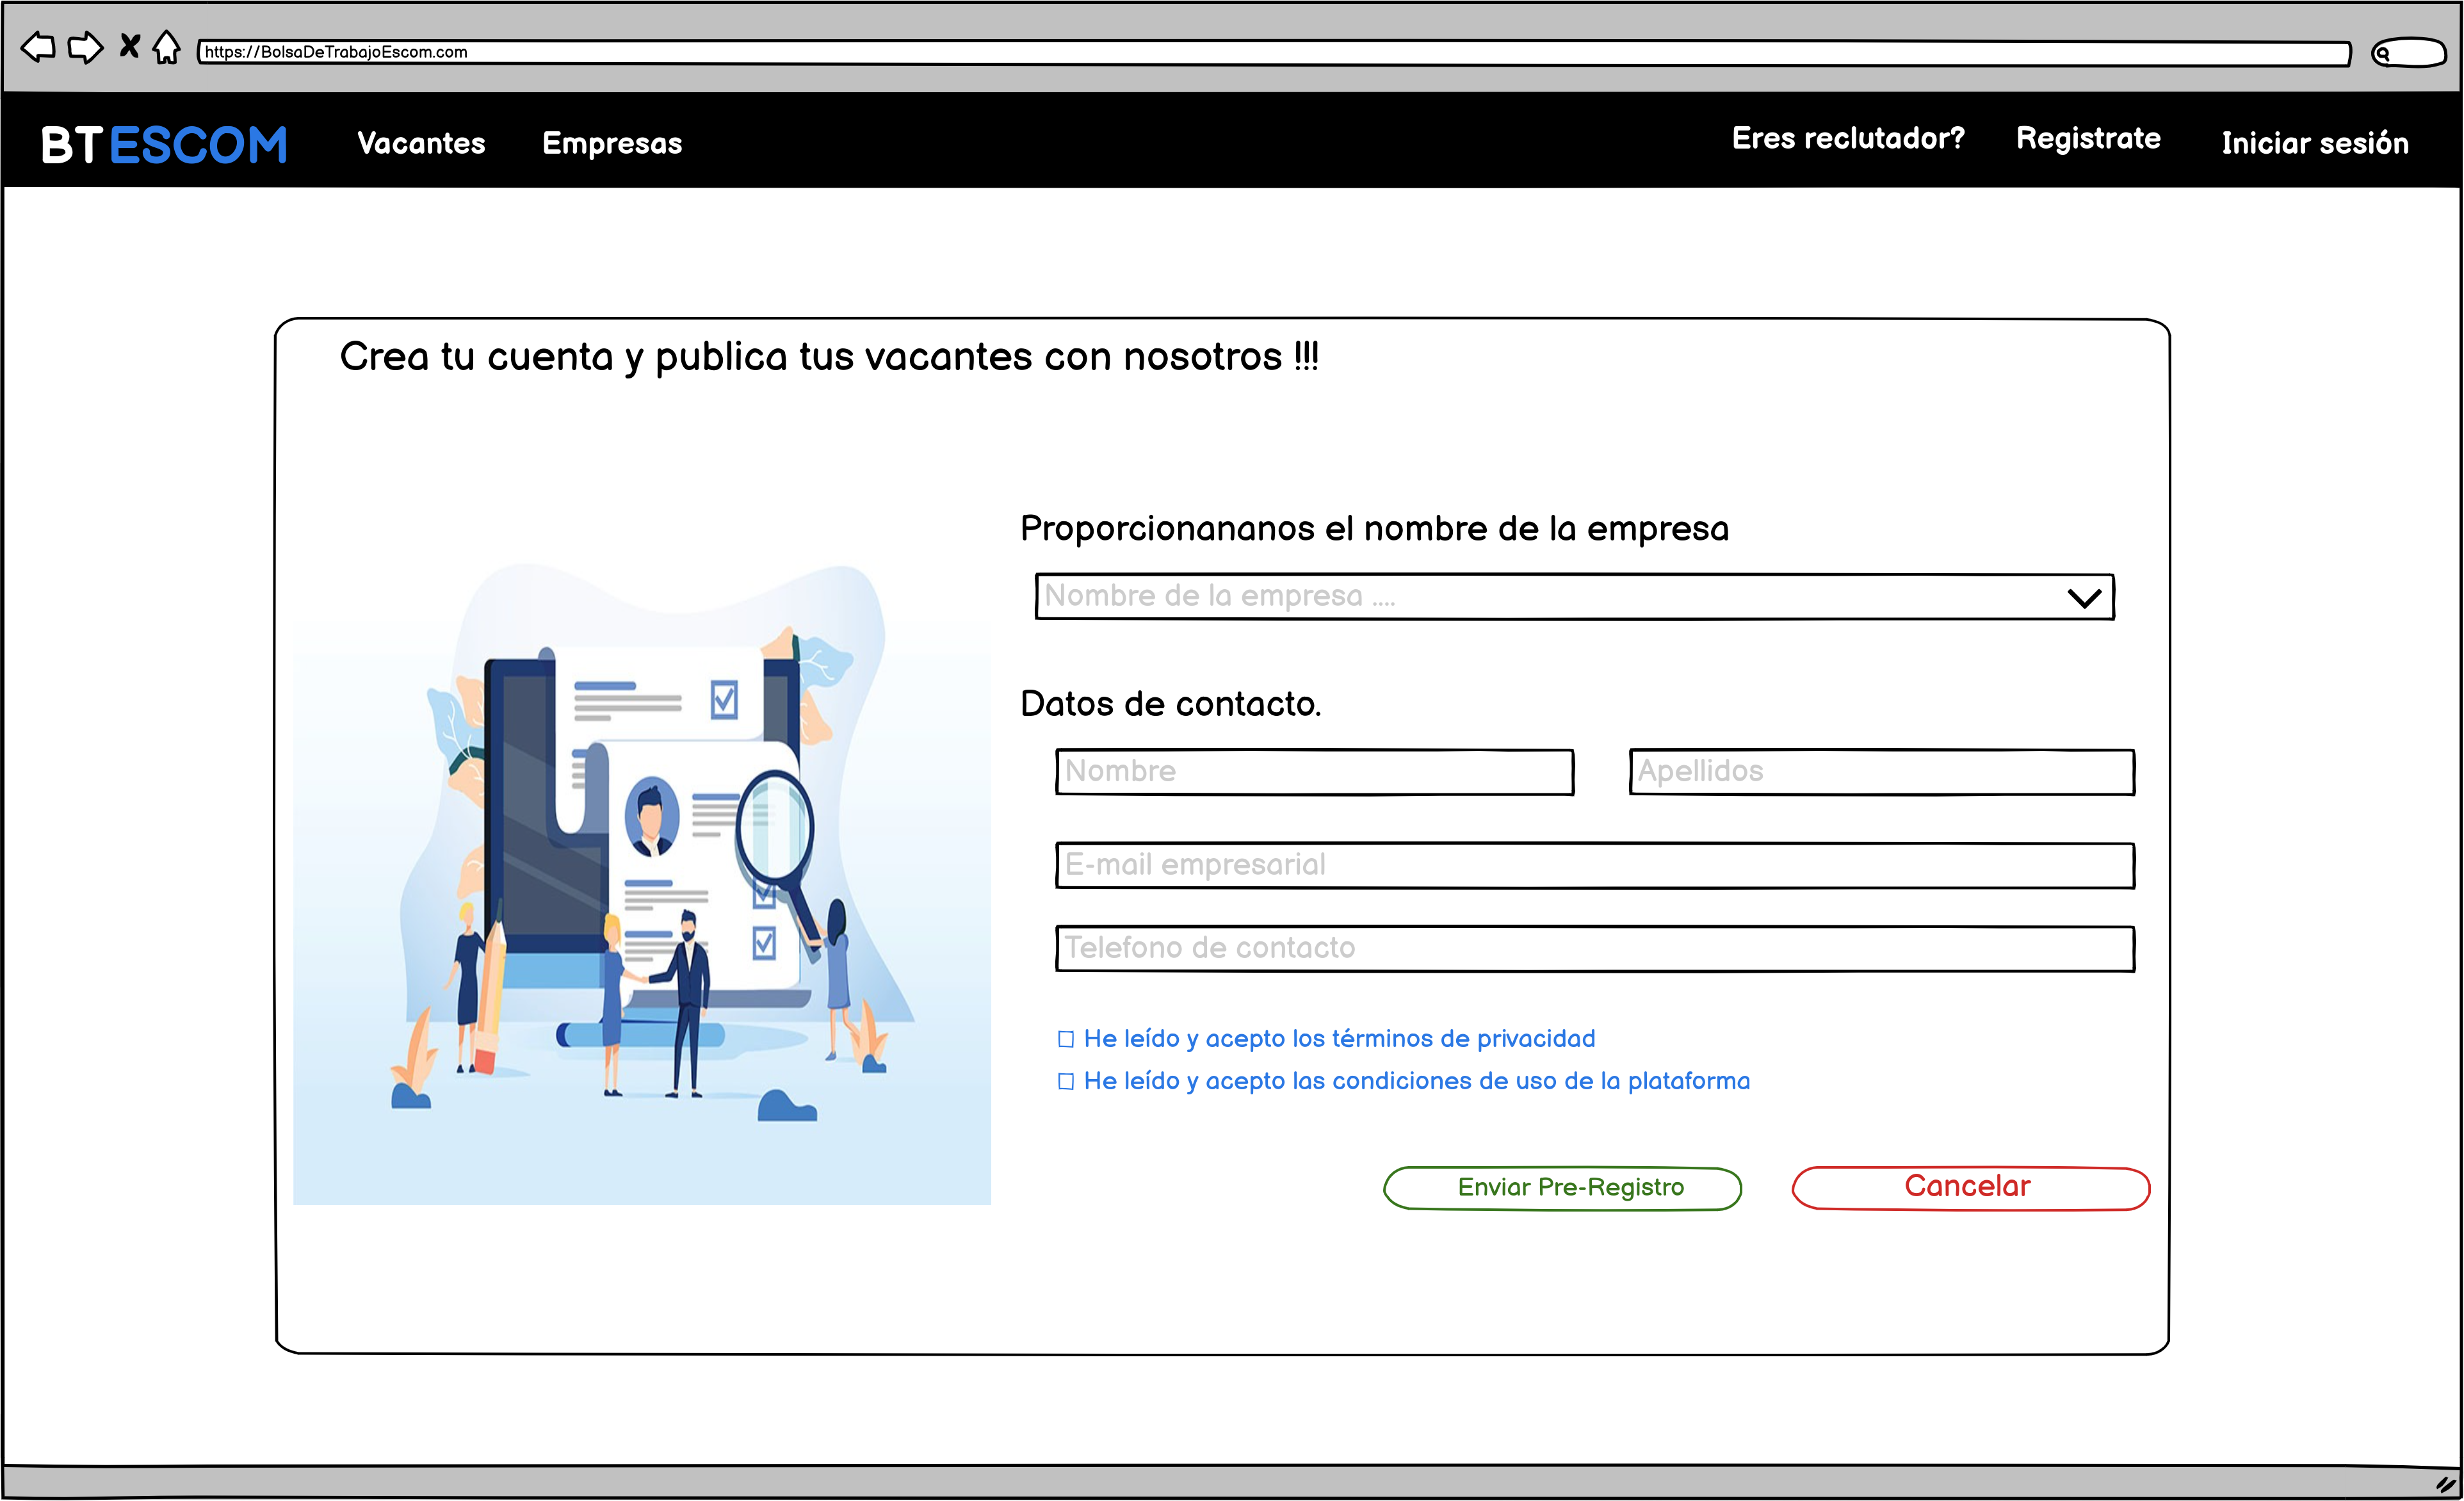 https://BolsaDeTrabajoEscom.com
BTESCOM Vacantes Empresas Eres reclutador? Registrate Iniciar sesión
Crea tu cuenta y publica tus vacantes con nosotros !!!
Proporcionananos el nombre de la empresa
Nombre de la empresa ....
Datos de contacto.
Nombre Apellidos
E-mail empresarial
Telefono de contacto
He leído y acepto los términos de privacidad
He leído y acepto las condiciones de uso de la plataforma
Enviar Pre-Registro Cancelar